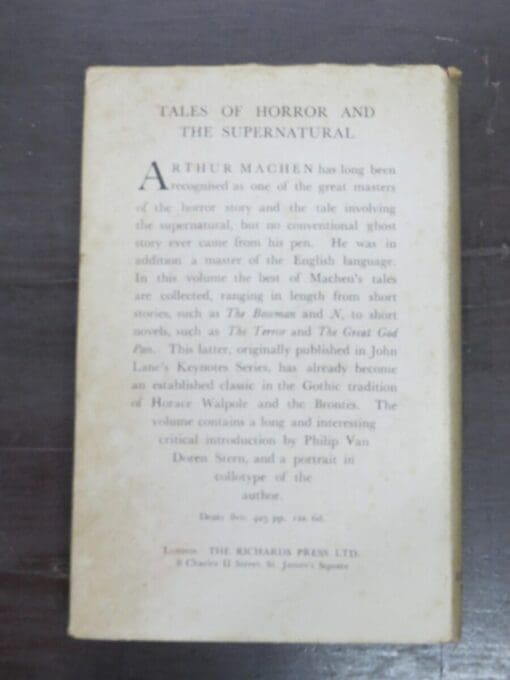 TALES OF HORROR AND
THE SUPERNATURAL
ARTHUR MACHEN has long been
recognised as one of the great masters
of the horror story and the tale involving
the supernatural, but no conventional ghost
story ever came from his pen. He was in
addition a master of the English language.
In this volume the best of Machen's tales
are collected, ranging in length from short
stories, such as The Bowman and N, to short
novels, such as The Terror and The Great God
Pan. This latter, originally published in John
Lane's Keynotes Series, has already become
an established classic in the Gothic tradition
of Horace Walpole and the Brontës. The
volume contains a long and interesting
critical introduction by Philip Van
Doren Stern, and a portrait in
collotype of the
author.
Demy 8vo. pp. 12s. 6d.
London THE RICHARDS PRESS LTD.
8 Charles II Street, St. James's Square